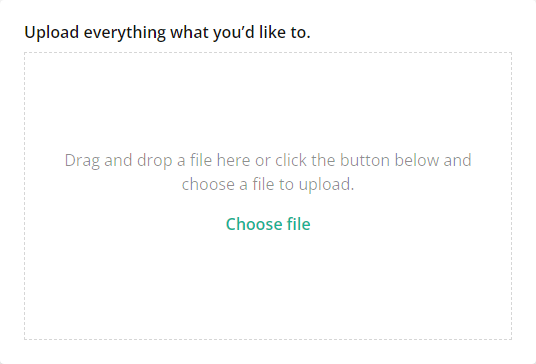 Upload everything what you’d like to.
Drag and drop a file here or click the button below and
choose a file to upload.
Choose file